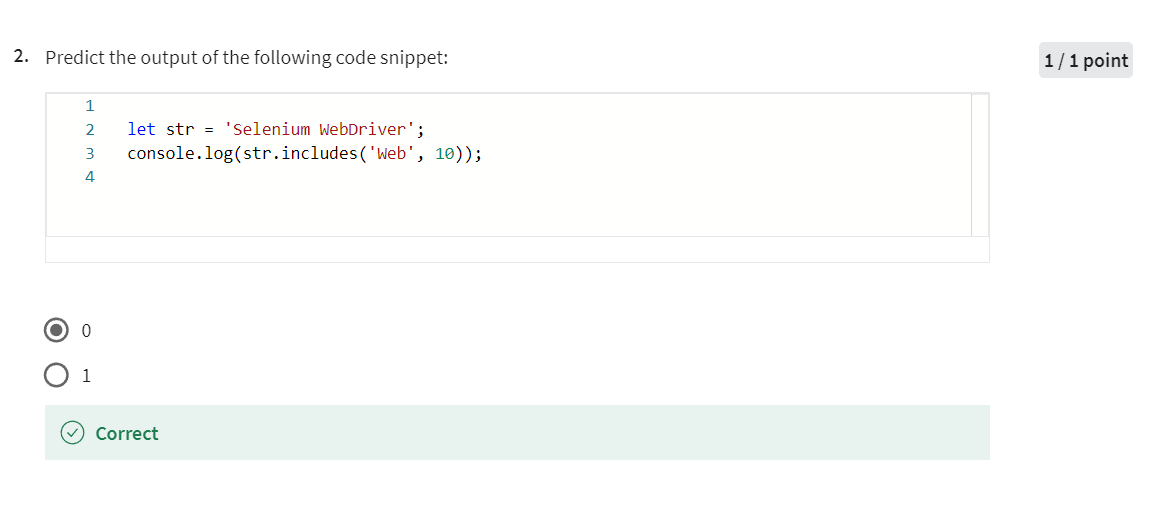 2. Predict the output of the following code snippet:
1 / 1 point
1
2 let str = 'Selenium WebDriver';
3 console.log(str.includes('Web', 10));
4
0
1
Correct